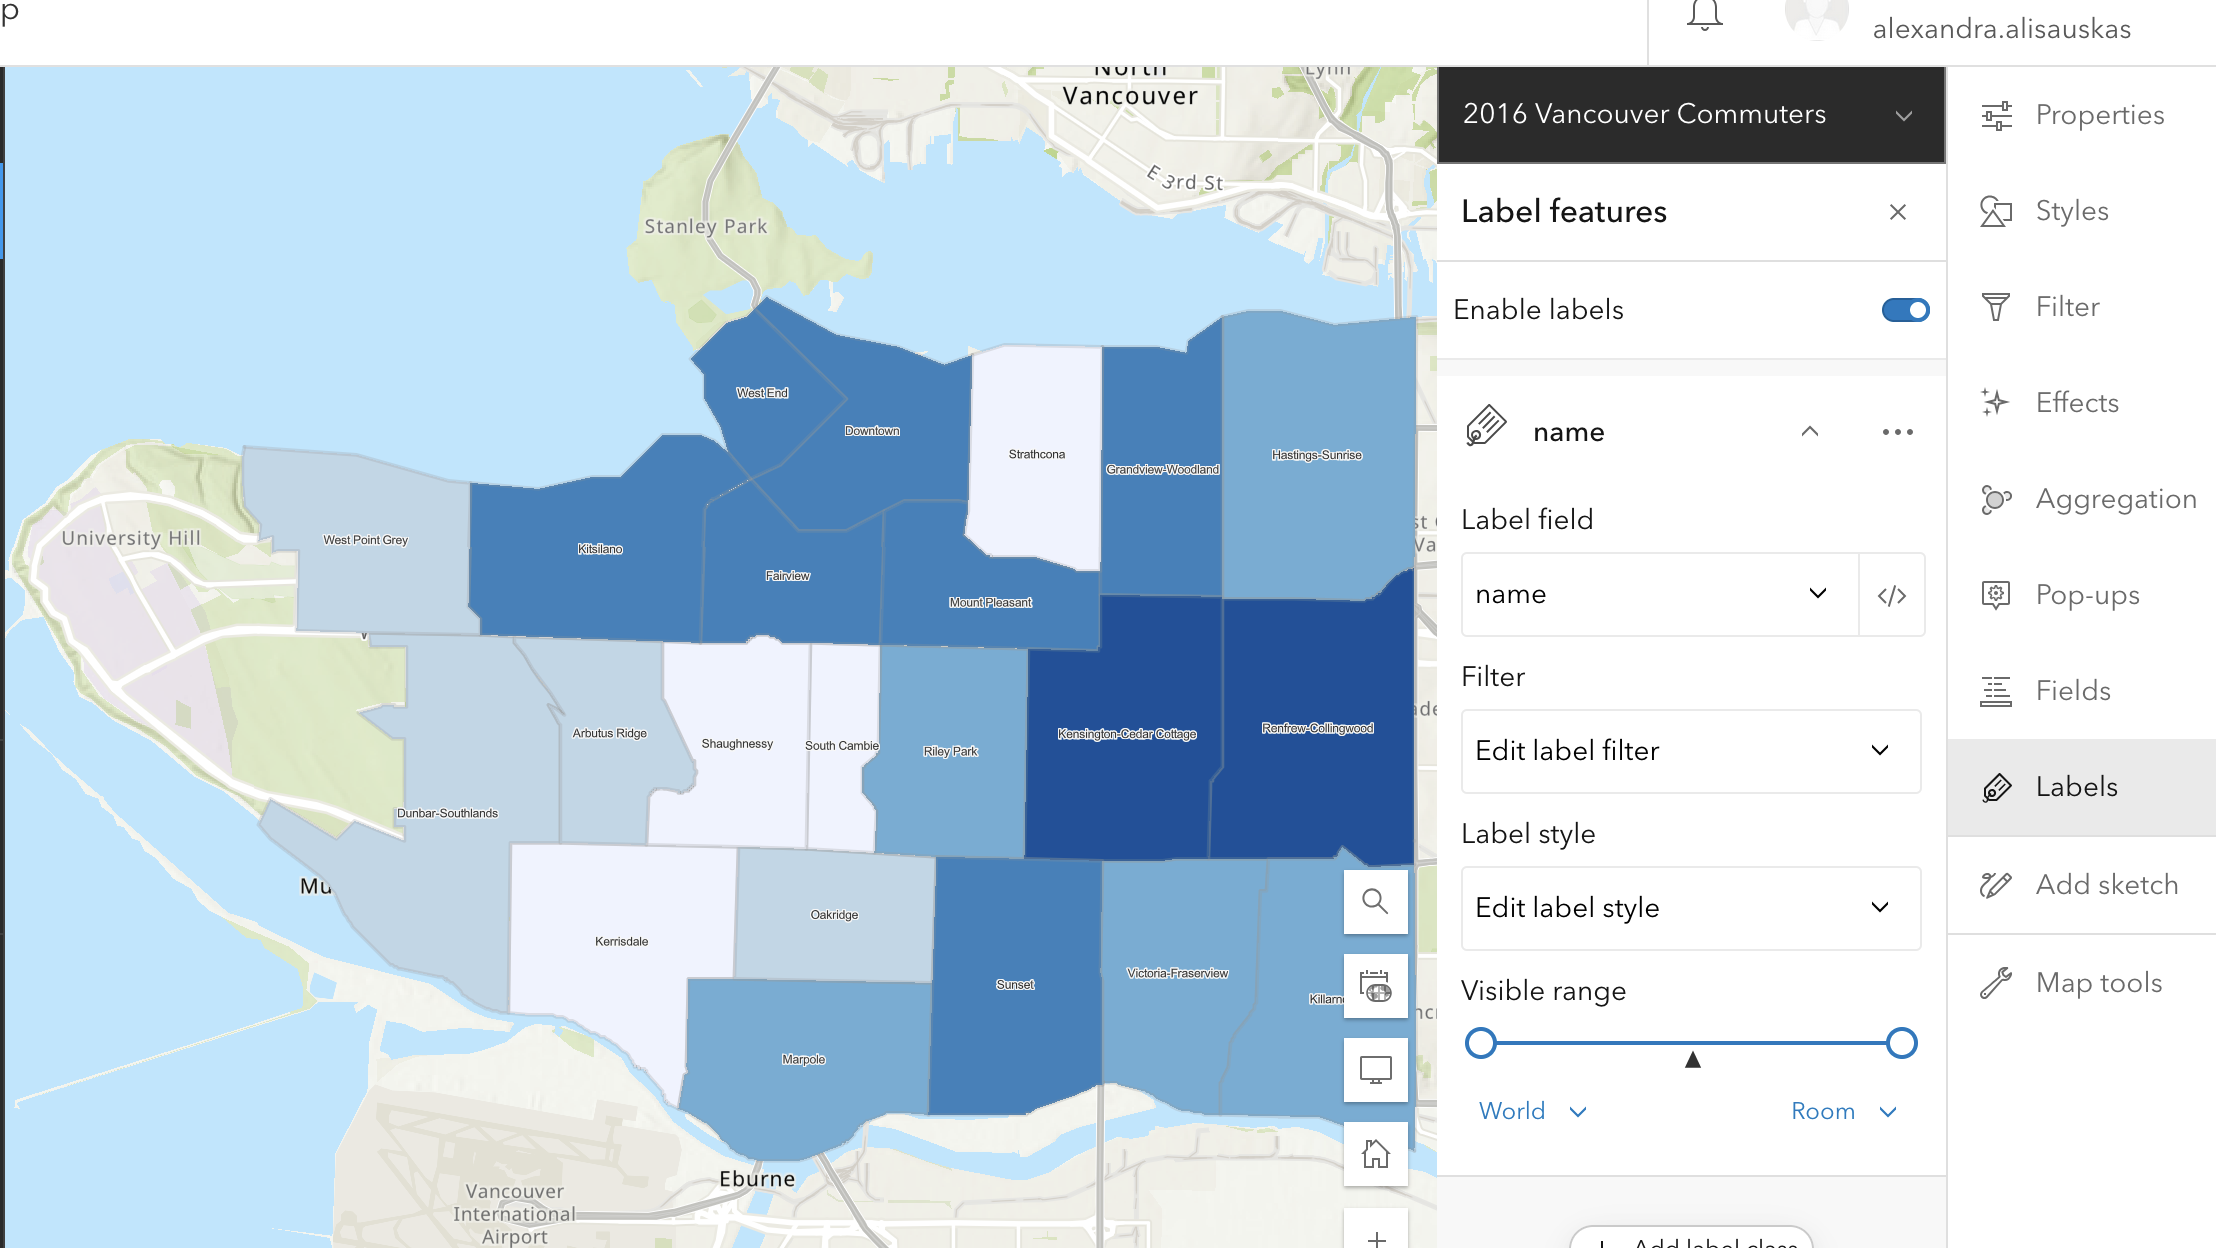 p
alexandra.alisauskas
North
Vancouver
Lynn
E 3rd St
Stanley Park
West End
Downtown
Strathcona
Grandview-Woodland
Hastings-Sunrise
University Hill
West Point Grey
Kitsilano
Fairview
Mount Pleasant
Arbutus Ridge
Shaughnessy
South Cambie
Riley Park
Kensington-Cedar Cottage
Renfrew-Collingwood
Dunbar-Southlands
Mu
Kerrisdale
Oakridge
Sunset
Victoria-Fraserview
Killarn
Marpole
Eburne
Vancouver
International
Airport
2016 Vancouver Commuters
Label features
Enable labels
name
Label field
name
</>
Filter
Edit label filter
Label style
Edit label style
Visible range
World
Room
Add label class
Properties
Styles
Filter
Effects
Aggregation
Pop-ups
Fields
Labels
Add sketch
Map tools